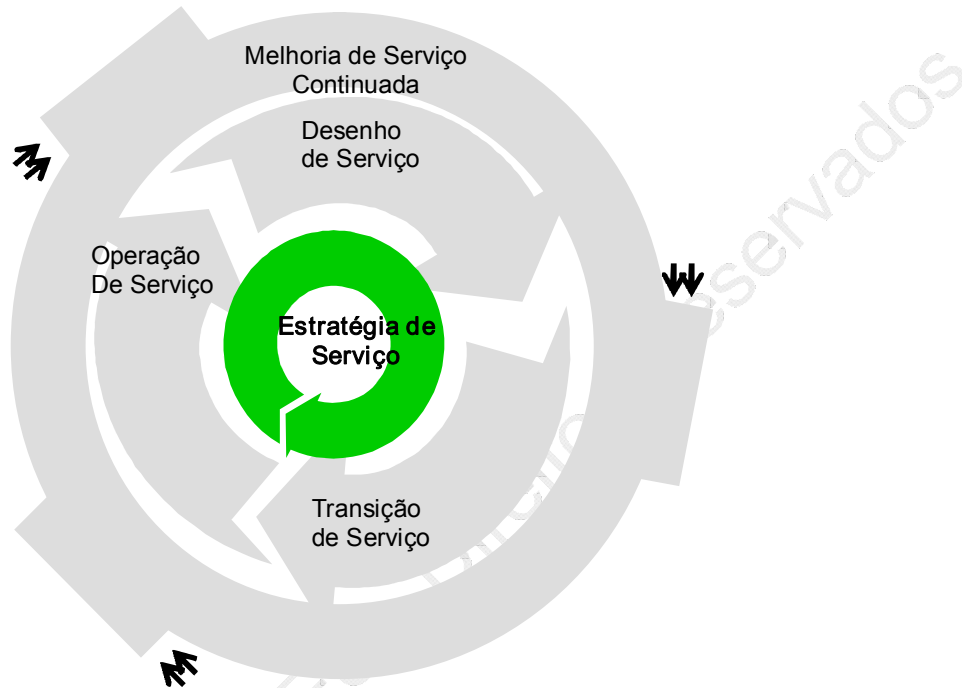 Melhoria de Serviço
Continuada
Desenho
de Serviço
Operação
De Serviço
Estratégia de
Serviço
Transição
de Serviço